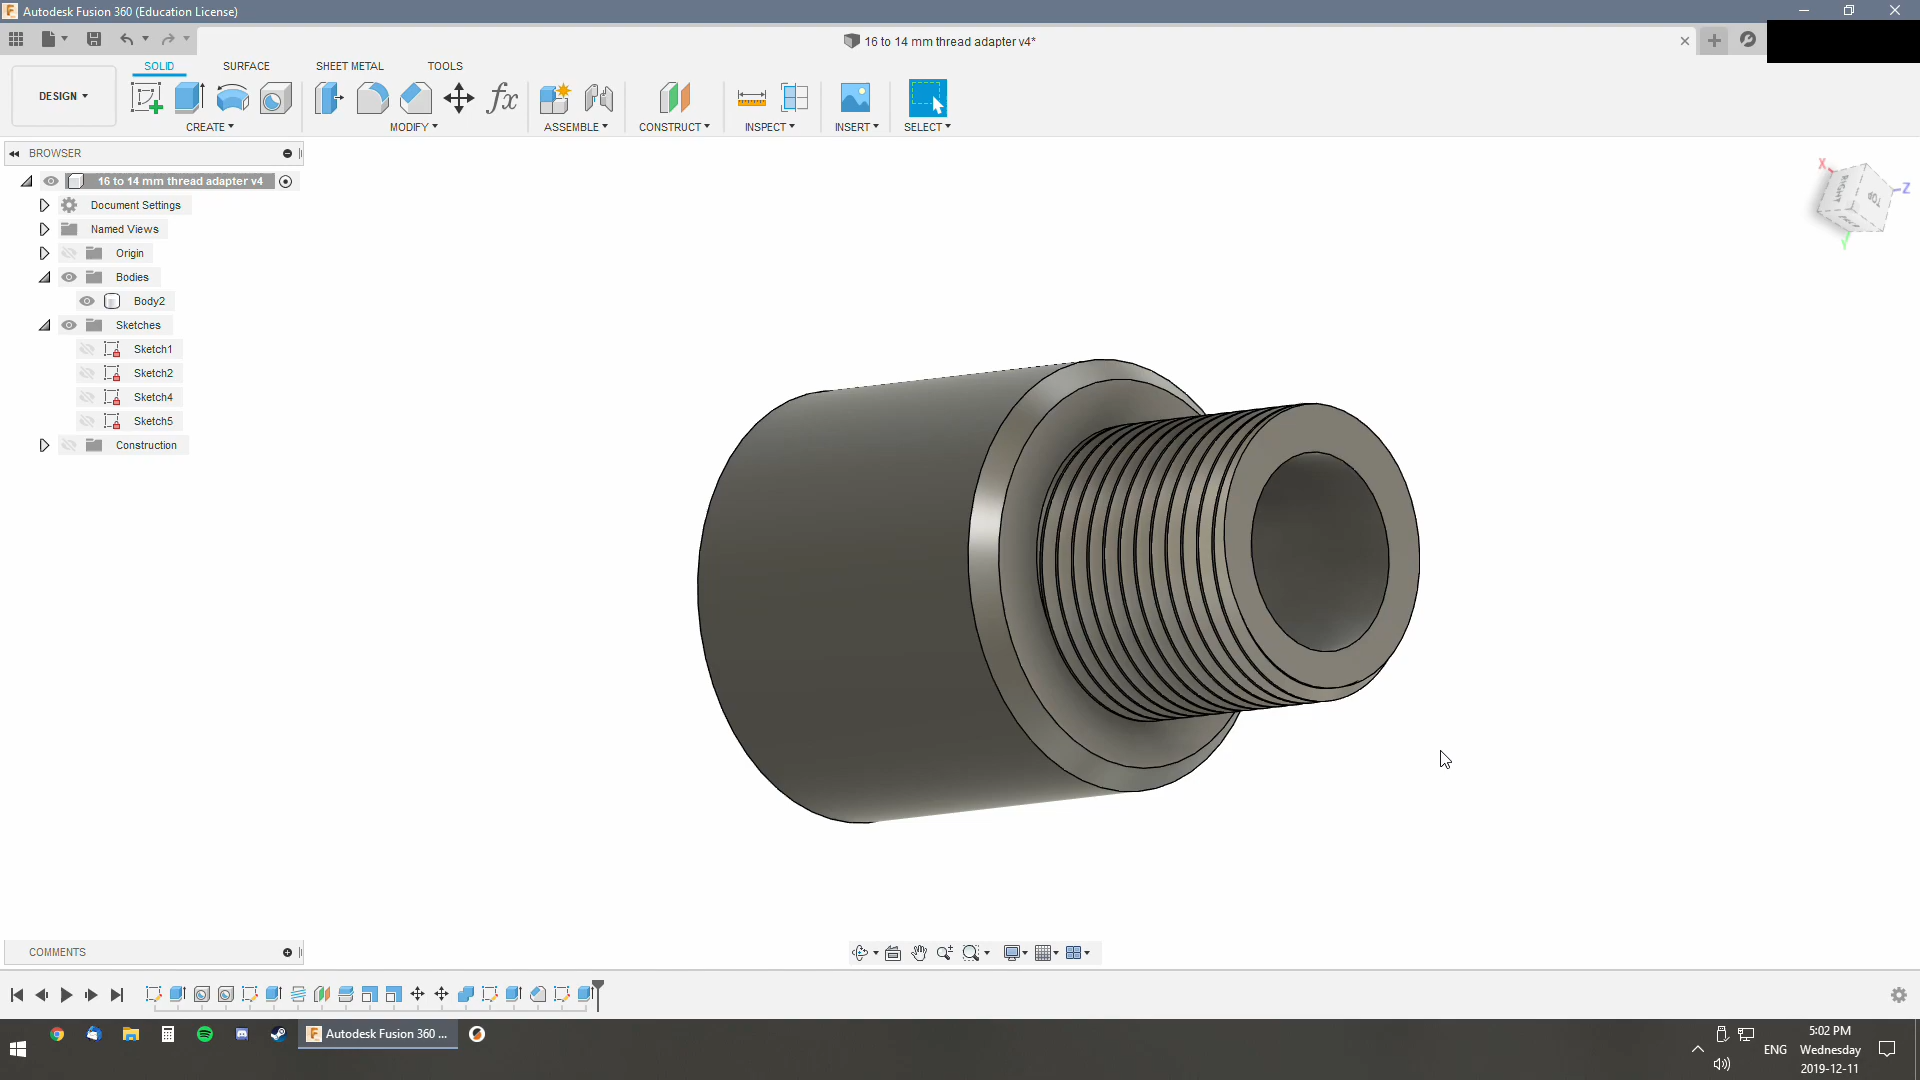 Autodesk Fusion 360 (Education License)
16 to 14 mm thread adapter v4*
DESIGN
SOLID
SURFACE
SHEET METAL
TOOLS
CREATE
MODIFY
ASSEMBLE
CONSTRUCT
INSPECT
INSERT
SELECT
BROWSER
16 to 14 mm thread adapter v4
Document Settings
Named Views
Origin
Bodies
Body2
Sketches
Sketch1
Sketch2
Sketch4
Sketch5
Construction
X
Z
Y
RIGHT
TOP
COMMENTS
Autodesk Fusion 360 ...
ENG
5:02 PM
Wednesday
2019-12-11